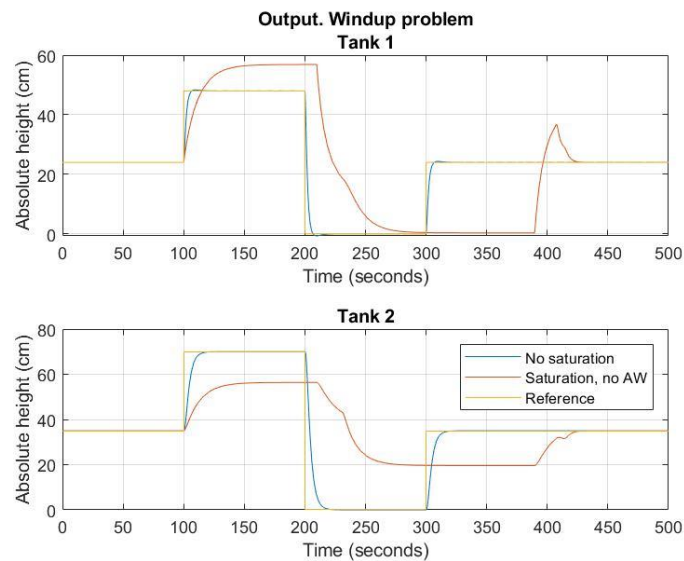 Output. Windup problem
Tank 1
60
40
20
0
Absolute height (cm)
0 50 100 150 200 250 300 350 400 450 500
Time (seconds)
Tank 2
80
60
40
20
0
Absolute height (cm)
No saturation
Saturation, no AW
Reference
0 50 100 150 200 250 300 350 400 450 500
Time (seconds)